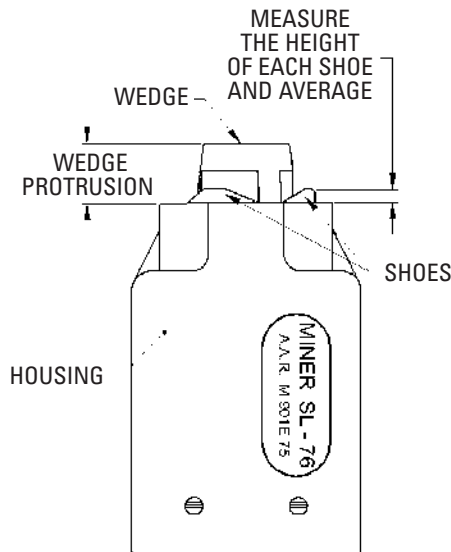 MEASURE
THE HEIGHT
OF EACH SHOE
AND AVERAGE
WEDGE
WEDGE
PROTRUSION
SHOES
HOUSING
MINER SL - 76
A.A.R. M 901E 75